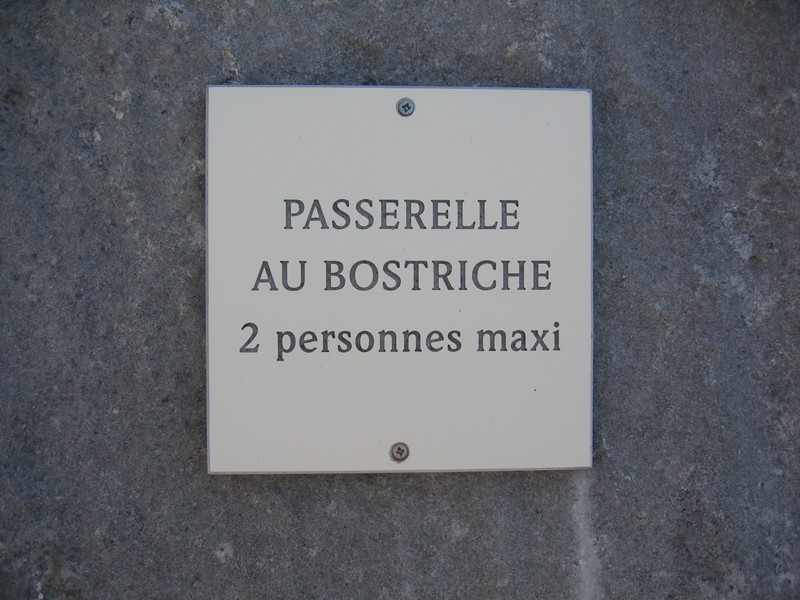 PASSERELLE
AU BOSTRICHE
2 personnes maxi